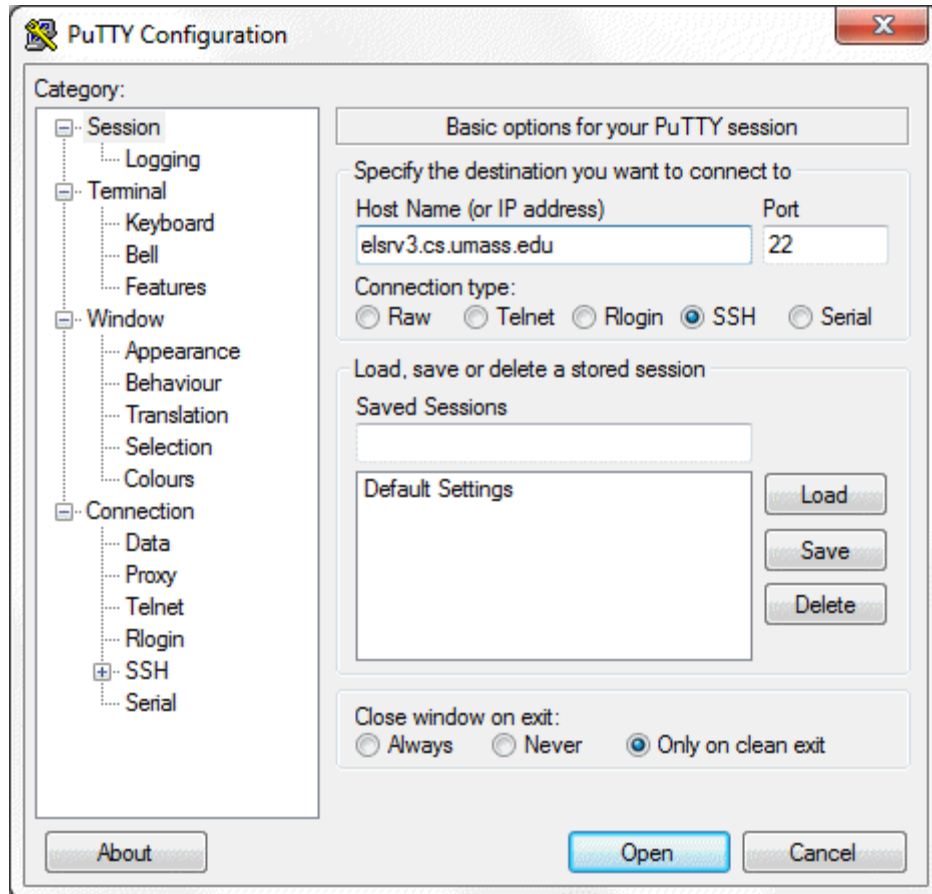 PuTTY Configuration
Category:
Session
Logging
Terminal
Keyboard
Bell
Features
Window
Appearance
Behaviour
Translation
Selection
Colours
Connection
Data
Proxy
Telnet
Rlogin
SSH
Serial
Basic options for your PuTTY session
Specify the destination you want to connect to
Host Name (or IP address) Port
elsrv3.cs.umass.edu 22
Connection type:
Raw Telnet Rlogin SSH Serial
Load, save or delete a stored session
Saved Sessions
Default Settings
Load
Save
Delete
Close window on exit:
Always Never Only on clean exit
About Open Cancel